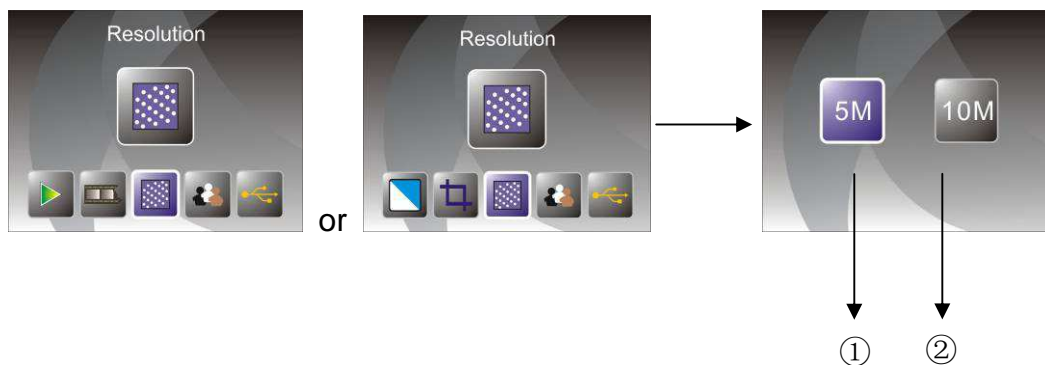 Resolution
Resolution
5M 10M
or
① ②